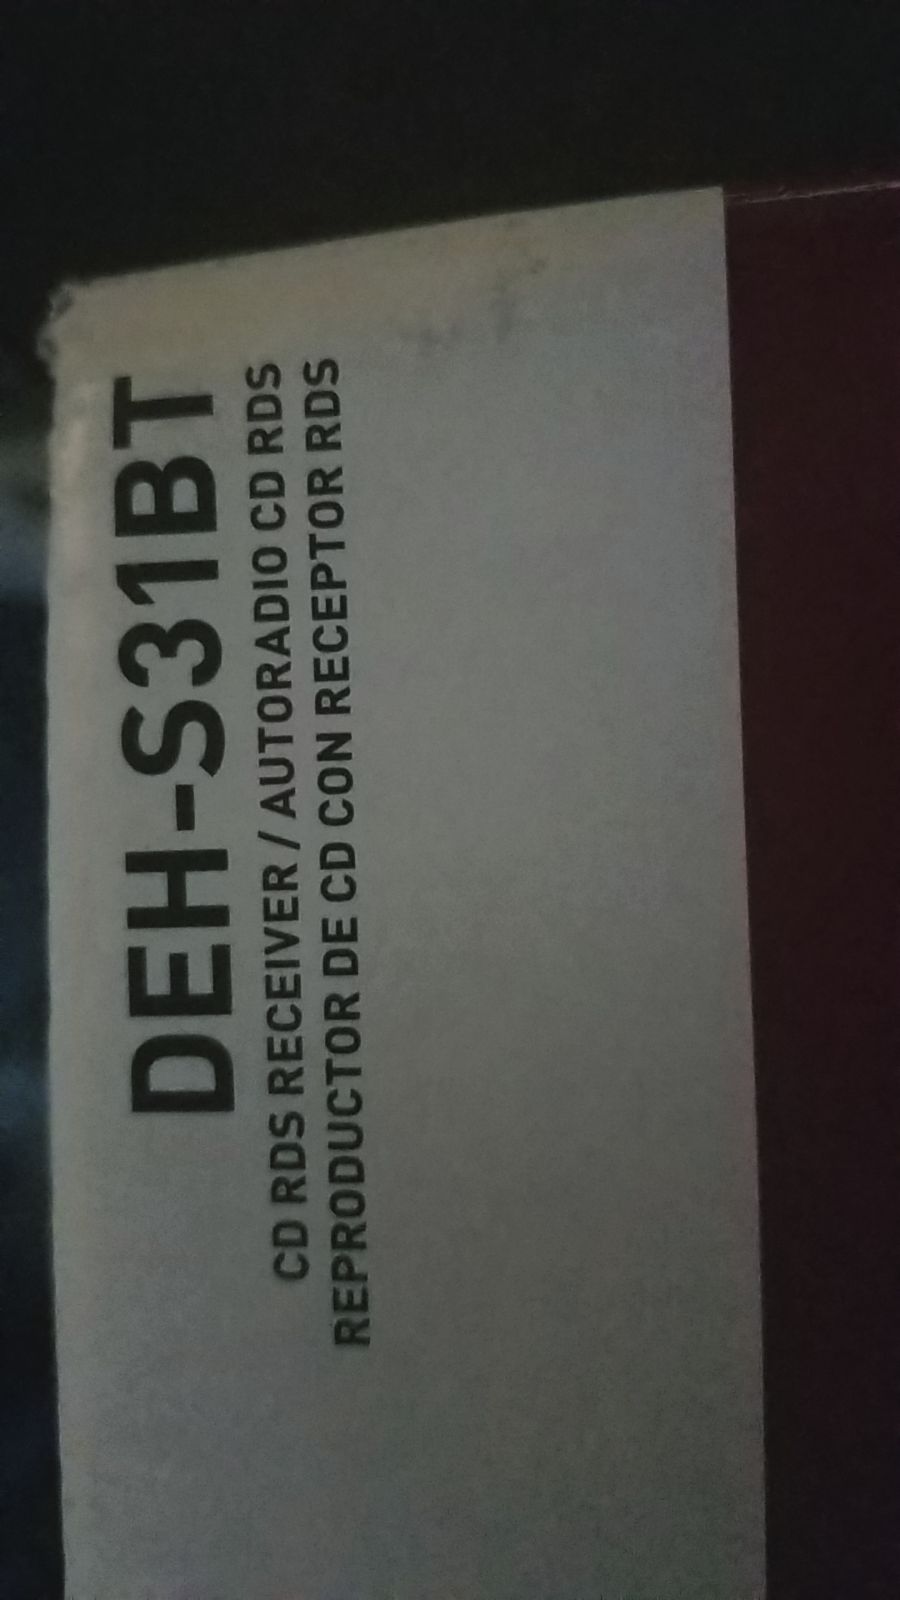 DEH-S31BT
CD RDS RECEIVER / AUTORADIO CD RDS
REPRODUCTOR DE CD CON RECEPTOR RDS